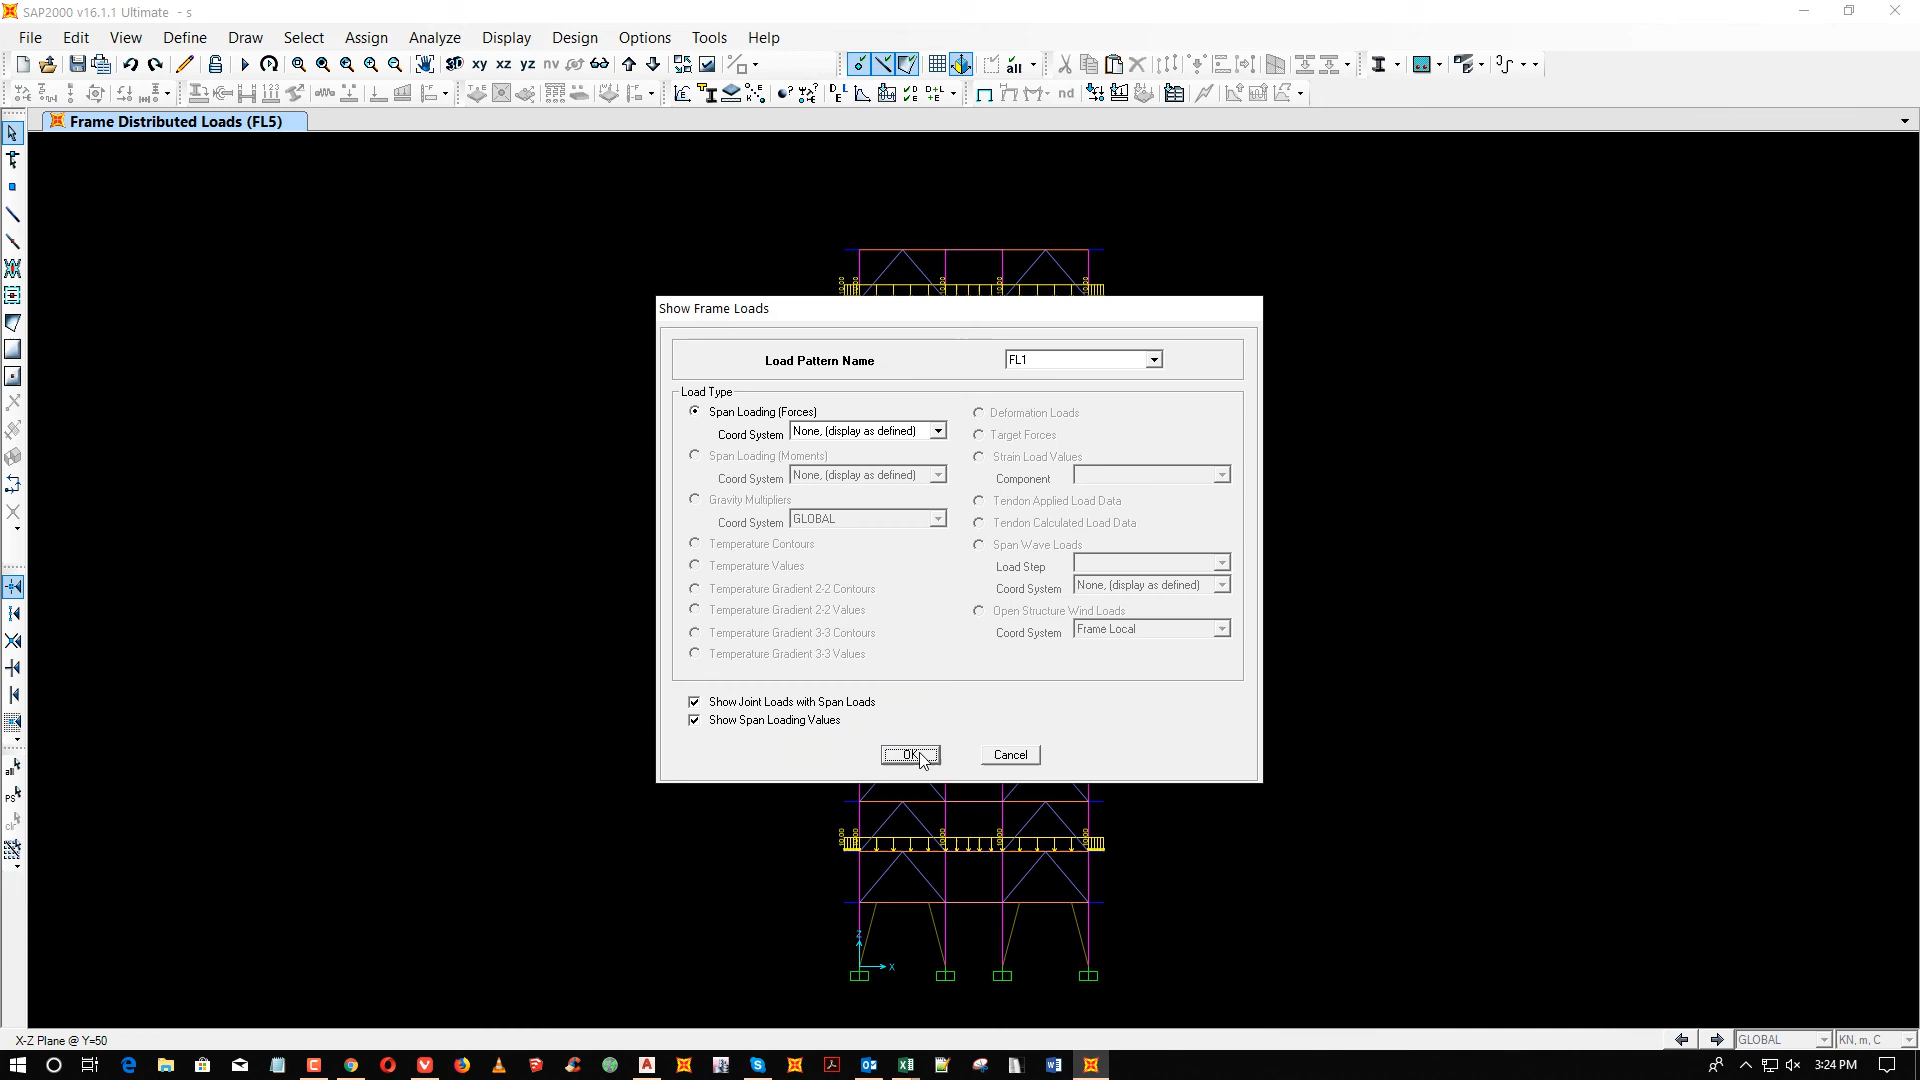 SAP2000 v16.1.1 Ultimate - s
File Edit View Define Draw Select Assign Analyze Display Design Options Tools Help
xy xz yz nv all
nd
Frame Distributed Loads (FL5)
Show Frame Loads
Load Pattern Name FL1
Load Type
Span Loading (Forces)
Coord System None, (display as defined)
Span Loading (Moments)
Coord System None, (display as defined)
Gravity Multipliers
Coord System GLOBAL
Temperature Contours
Temperature Values
Temperature Gradient 2-2 Contours
Temperature Gradient 2-2 Values
Temperature Gradient 3-3 Contours
Temperature Gradient 3-3 Values
Deformation Loads
Target Forces
Strain Load Values
Component
Tendon Applied Load Data
Tendon Calculated Load Data
Span Wave Loads
Load Step
Coord System None, (display as defined)
Open Structure Wind Loads
Coord System Frame Local
Show Joint Loads with Span Loads
Show Span Loading Values
OK Cancel
all
PS
clr
Z
X
X-Z Plane @ Y=50
GLOBAL KN, m, C
3:24 PM